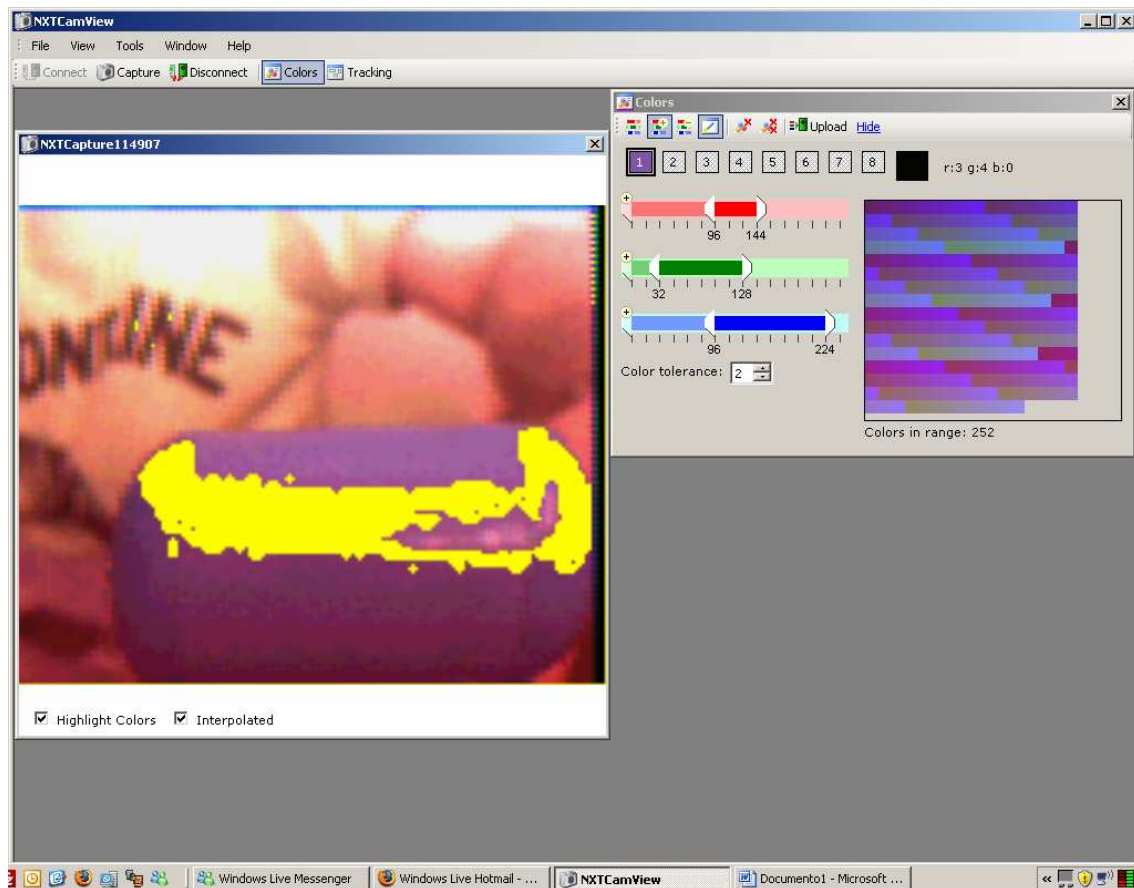 NXTCamView
File View Tools Window Help
Connect Capture Disconnect Colors Tracking
NXTCapture114907
Highlight Colors Interpolated
Colors
Upload Hide
1 2 3 4 5 6 7 8 r:3 g:4 b:0
96 144
32 128
96 224
Color tolerance: 2
Colors in range: 252
Windows Live Messenger Windows Live Hotmail - ... NXTCamView Documento1 - Microsoft ... «